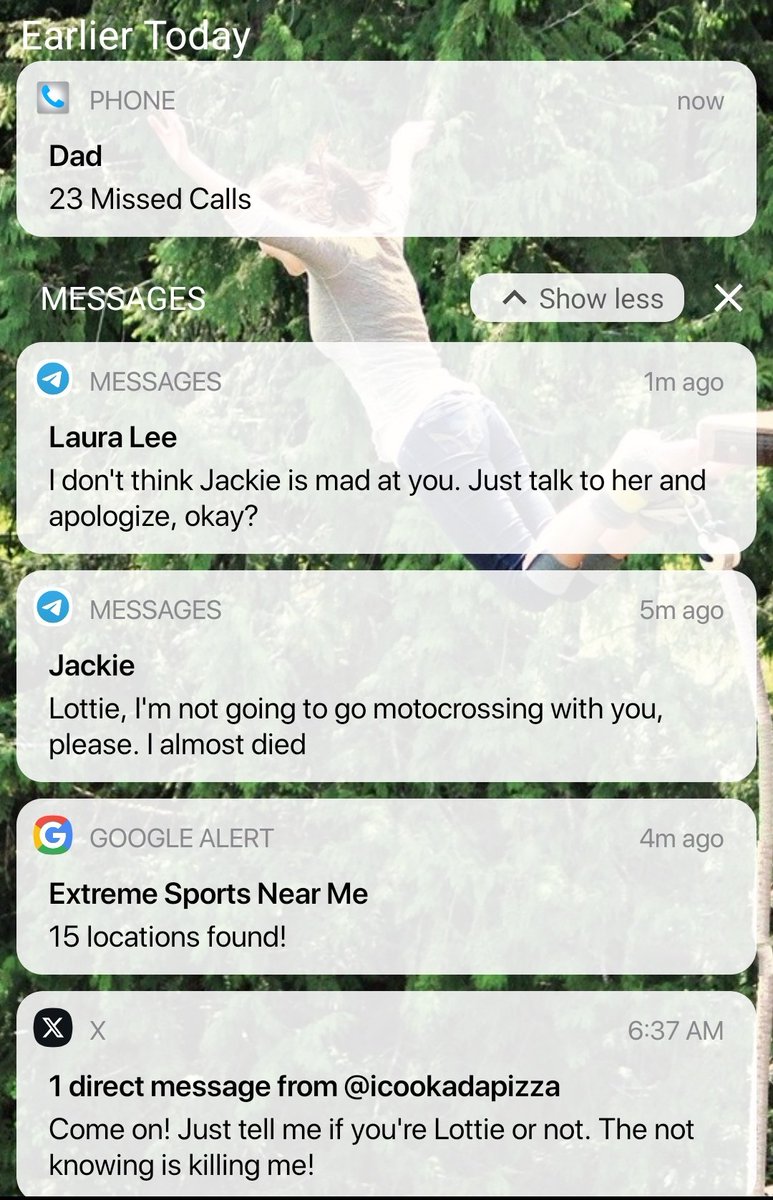 Earlier Today
PHONE now
Dad
23 Missed Calls
MESSAGES Show less
MESSAGES 1m ago
Laura Lee
I don't think Jackie is mad at you. Just talk to her and
apologize, okay?
MESSAGES 5m ago
Jackie
Lottie, I'm not going to go motocrossing with you,
please. I almost died
GOOGLE ALERT 4m ago
Extreme Sports Near Me
15 locations found!
X 6:37 AM
1 direct message from @icookadapizza
Come on! Just tell me if you're Lottie or not. The not
knowing is killing me!